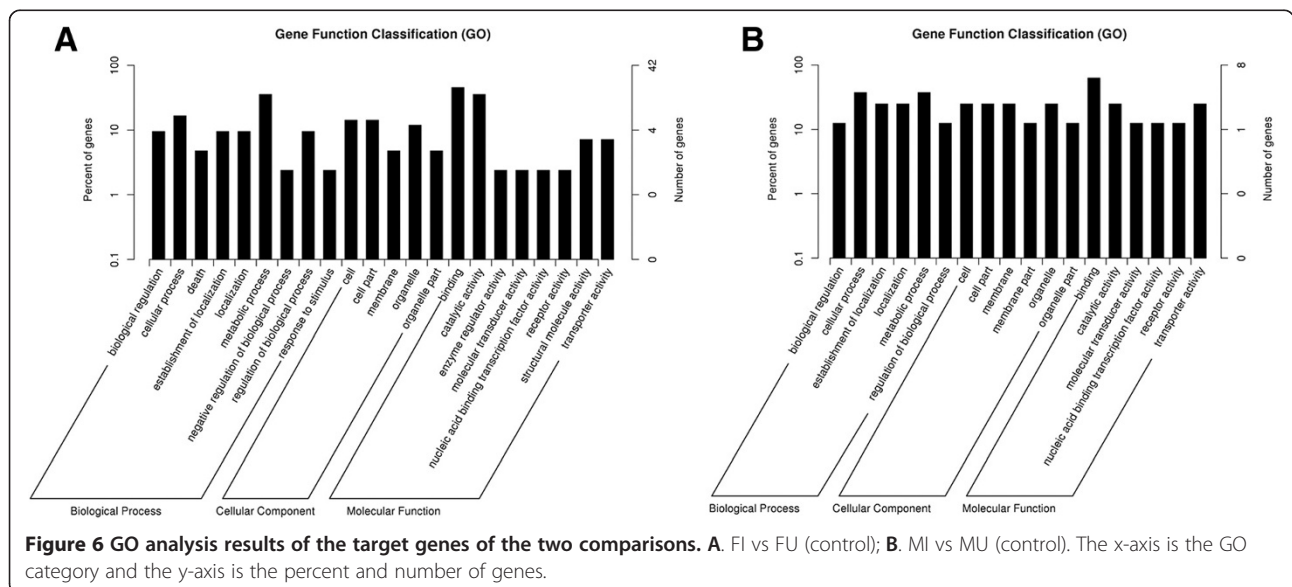 A
Gene Function Classification (GO)
Percent of genes
100
10
1
0.1
42
4
0
0
Number of genes
biological regulation
cellular process
death
establishment of localization
localization
metabolic process
negative regulation of biological process
regulation of biological process
response to stimulus
cell
cell part
membrane
organelle
organelle part
binding
catalytic activity
enzyme regulator activity
molecular transducer activity
nucleic acid binding transcription factor activity
receptor activity
structural molecule activity
transporter activity
Biological Process
Cellular Component
Molecular Function
B
Gene Function Classification (GO)
Percent of genes
100
10
1
0.1
8
1
0
0
Number of genes
biological regulation
cellular process
establishment of localization
localization
metabolic process
regulation of biological process
cell
cell part
membrane
membrane part
organelle
organelle part
binding
catalytic activity
molecular transducer activity
nucleic acid binding transcription factor activity
receptor activity
transporter activity
Biological Process
Cellular Component
Molecular Function
Figure 6 GO analysis results of the target genes of the two comparisons. A. FI vs FU (control); B. MI vs MU (control). The x-axis is the GO
category and the y-axis is the percent and number of genes.